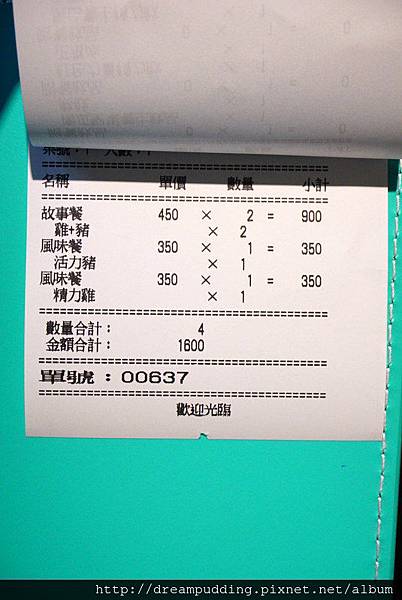 名稱 單價 數量 小計
故事餐 450 × 2 = 900
雞+豬 × 2
風味餐 350 × 1 = 350
活力豬 × 1
風味餐 350 × 1 = 350
精力雞 × 1
數量合計: 4
金額合計: 1600
單號:00637
歡迎光臨
http://dreampudding.pixnet.net/album